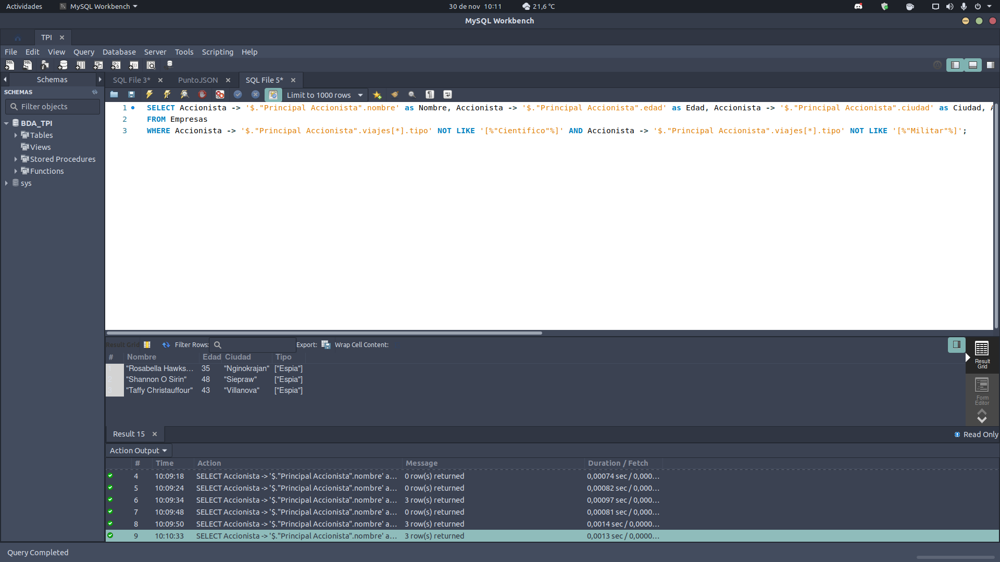 Actividades MySQL Workbench 30 de nov 10:11 21,6 °C
MySQL Workbench
TPI
File Edit View Query Database Server Tools Scripting Help
Schemas SQL File 3* PuntoJSON SQL File 5*
SCHEMAS Limit to 1000 rows
Filter objects
BDA_TPI
Tables
Views
Stored Procedures
Functions
sys
1 SELECT Accionista -> '$."Principal Accionista".nombre' as Nombre, Accionista -> '$."Principal Accionista".edad' as Edad, Accionista -> '$."Principal Accionista".ciudad' as Ciudad,
2 FROM Empresas
3 WHERE Accionista -> '$."Principal Accionista".viajes[*].tipo' NOT LIKE '[%"Cientifico"%]' AND Accionista -> '$."Principal Accionista".viajes[*].tipo' NOT LIKE '[%"Militar"%]';
Result Grid Filter Rows: Export: Wrap Cell Content:
# Nombre Edad Ciudad Tipo
1 "Rosabella Hawks... 35 "Nginokrajan" ["Espia"]
2 "Shannon O Sirin" 48 "Siepraw" ["Espia"]
3 "Taffy Christauffour" 43 "Villanova" ["Espia"]
Result
Grid
Form
Editor
Result 15 Read Only
Action Output
# Time Action Message Duration / Fetch
4 10:09:18 SELECT Accionista -> '$."Principal Accionista".nombre' a... 0 row(s) returned 0,00074 sec / 0,000...
5 10:09:24 SELECT Accionista -> '$."Principal Accionista".nombre' a... 0 row(s) returned 0,00082 sec / 0,000...
6 10:09:34 SELECT Accionista -> '$."Principal Accionista".nombre' a... 3 row(s) returned 0,00097 sec / 0,000...
7 10:09:48 SELECT Accionista -> '$."Principal Accionista".nombre' a... 0 row(s) returned 0,00081 sec / 0,000...
8 10:09:50 SELECT Accionista -> '$."Principal Accionista".nombre' a... 3 row(s) returned 0,0014 sec / 0,0000...
9 10:10:33 SELECT Accionista -> '$."Principal Accionista".nombre' a... 3 row(s) returned 0,0013 sec / 0,0000...
Query Completed